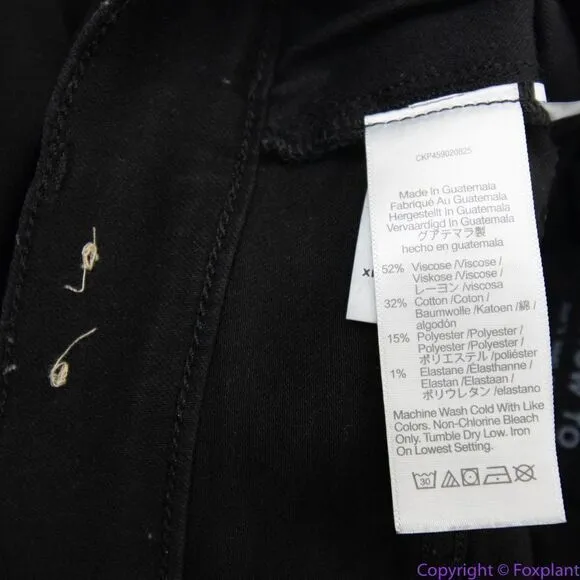 CKP459020825
Made In Guatemala
Fabriqué Au Guatemala
Hergestellt In Guatemala
Vervaardigd In Guatemala
グアテマラ製
hecho en guatemala
52% Viscose /Viscose /
Viskose /Viscose /
レーヨン /viscosa
32% Cotton /Coton /
Baumwolle /Katoen /綿 /
algodón
15% Polyester /Polyester /
Polyester /Polyester /
ポリエステル /poliéster
1% Elastane /Élasthanne /
Elastan /Elastaan /
ポリウレタン /elastano
Machine Wash Cold With Like
Colors. Non-Chlorine Bleach
Only. Tumble Dry Low. Iron
On Lowest Setting.
30
TO
Copyright © Foxplant